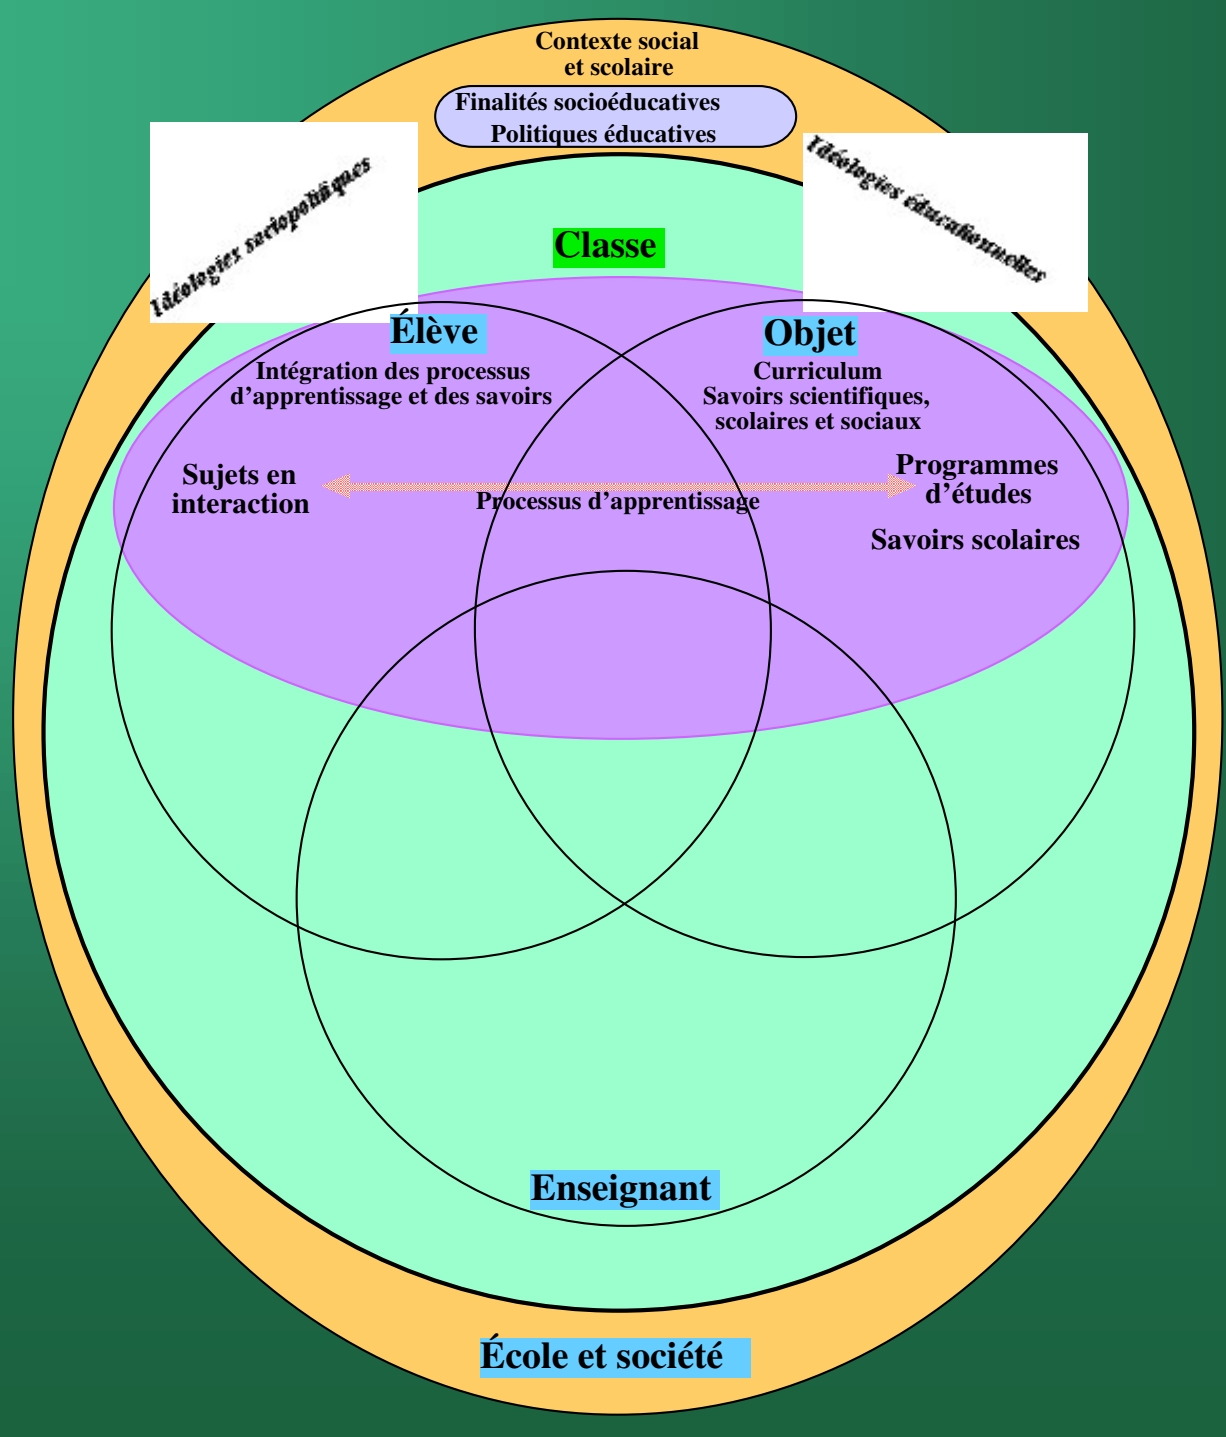 Contexte social
et scolaire
Finalités socioéducatives
Politiques éducatives
Idéologies sociopolitiques
Idéologies éducationnelles
Classe
Élève
Objet
Intégration des processus
d’apprentissage et des savoirs
Curriculum
Savoirs scientifiques,
scolaires et sociaux
Sujets en
interaction
Processus d’apprentissage
Programmes
d’études
Savoirs scolaires
Enseignant
École et société